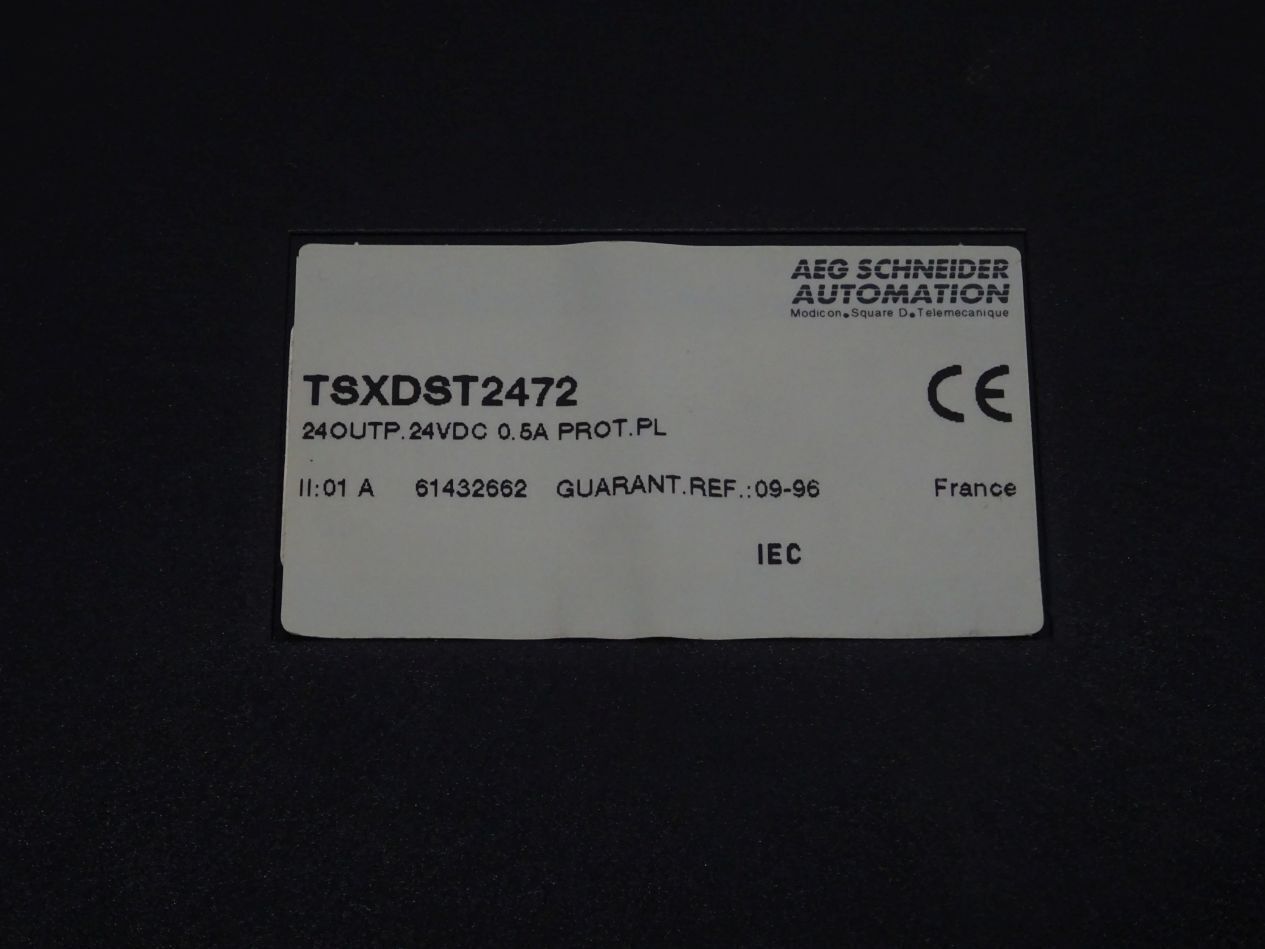 AEG SCHNEIDER
AUTOMATION
Modicon.Square D.Telemecanique
TSXDST2472
CE
24OUTP.24VDC 0.5A PROT.PL
II:01 A 61432662 GUARANT.REF.:09-96 France
IEC